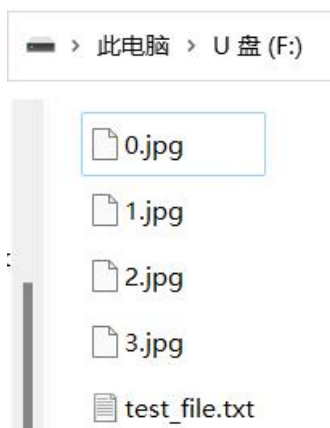 此电脑 > U 盘 (F:)
0.jpg
1.jpg
2.jpg
3.jpg
test_file.txt